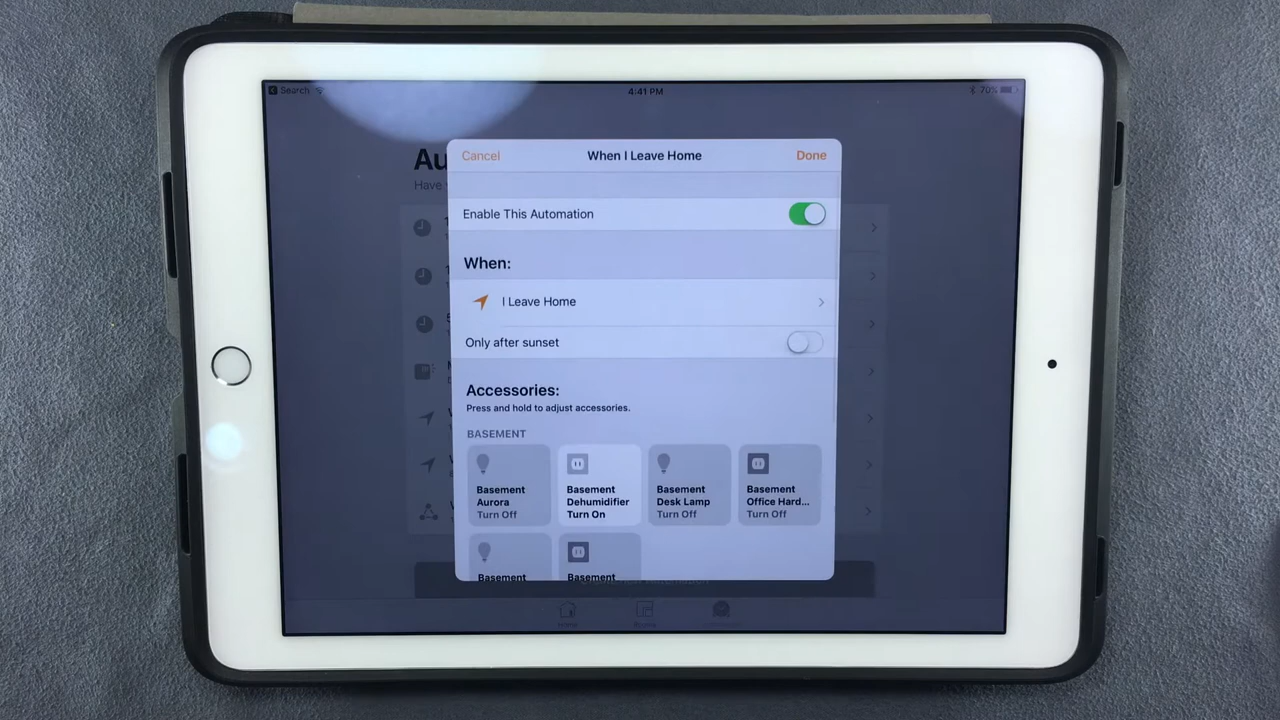 Search
4:41 PM
70%
Au
Have
Cancel
When I Leave Home
Done
Enable This Automation
When:
I Leave Home
Only after sunset
Accessories:
Press and hold to adjust accessories.
BASEMENT
Basement
Aurora
Turn Off
Basement
Dehumidifier
Turn On
Basement
Desk Lamp
Turn Off
Basement
Office Hard...
Turn Off
Basement
Basement